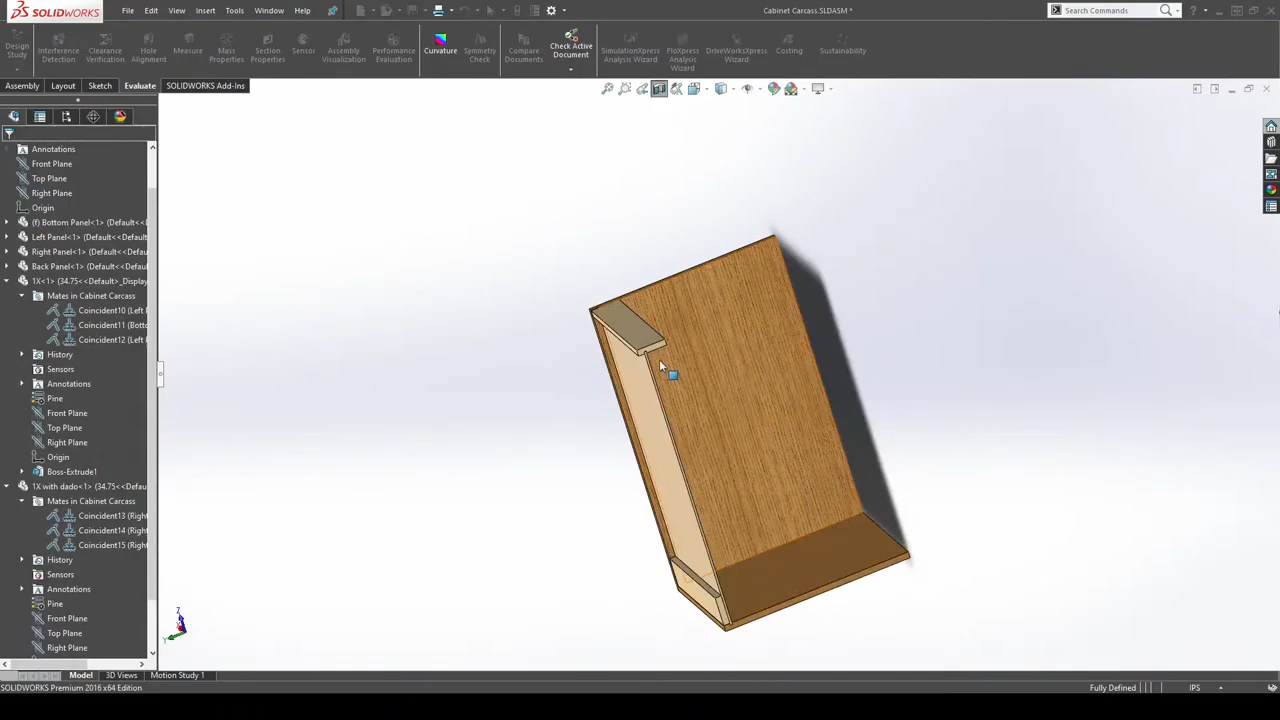 SOLIDWORKS
File
Edit
View
Insert
Tools
Window
Help
Cabinet Carcass.SLDASM *
Search Commands
Design Study
Interference Detection
Clearance Verification
Hole Alignment
Measure
Mass Properties
Section Properties
Sensor
Assembly Visualization
Performance Evaluation
Curvature
Symmetry Check
Compare Documents
Check Active Document
SimulationXpress Analysis Wizard
FloXpress Analysis Wizard
DriveWorksXpress Wizard
Costing
Sustainability
Assembly
Layout
Sketch
Evaluate
SOLIDWORKS Add-Ins
Annotations
Front Plane
Top Plane
Right Plane
Origin
(f) Bottom Panel<1> (Default<<D
Left Panel<1> (Default<<Default
Right Panel<1> (Default<<Defau
Back Panel<1> (Default<<Defaul
1X<1> (34.75<<Default>_Display
Mates in Cabinet Carcass
Coincident10 (Left
Coincident11 (Botto
Coincident12 (Left
History
Sensors
Annotations
Pine
Front Plane
Top Plane
Right Plane
Origin
Boss-Extrude1
1X with dado<1> (34.75<<Default
Mates in Cabinet Carcass
Coincident13 (Right
Coincident14 (Right
Coincident15 (Right
History
Sensors
Annotations
Pine
Front Plane
Top Plane
Right Plane
Z
Y
Model
3D Views
Motion Study 1
SOLIDWORKS Premium 2016 x64 Edition
Fully Defined
IPS